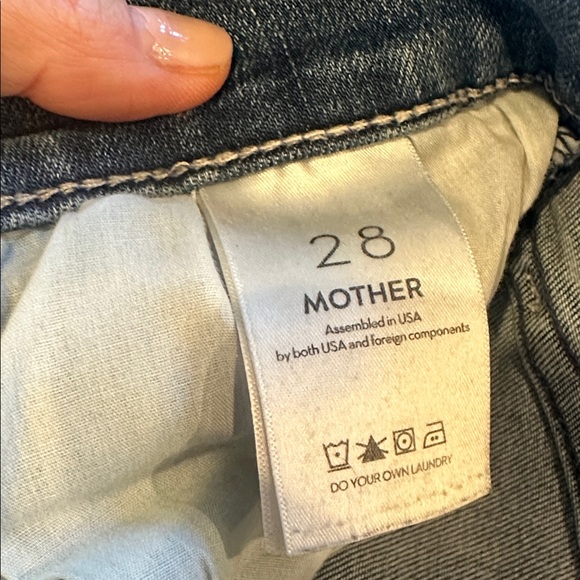 28
MOTHER
Assembled in USA
by both USA and foreign components
DO YOUR OWN LAUNDRY